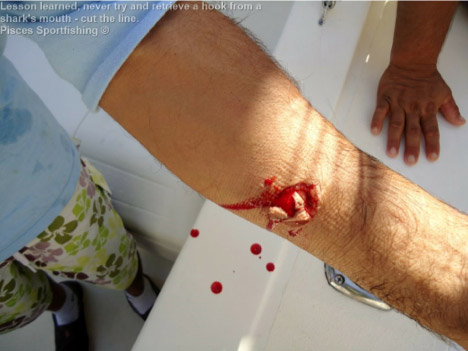 Lesson learned, never try and retrieve a hook from a
shark's mouth - cut the line.
Pisces Sportfishing ©